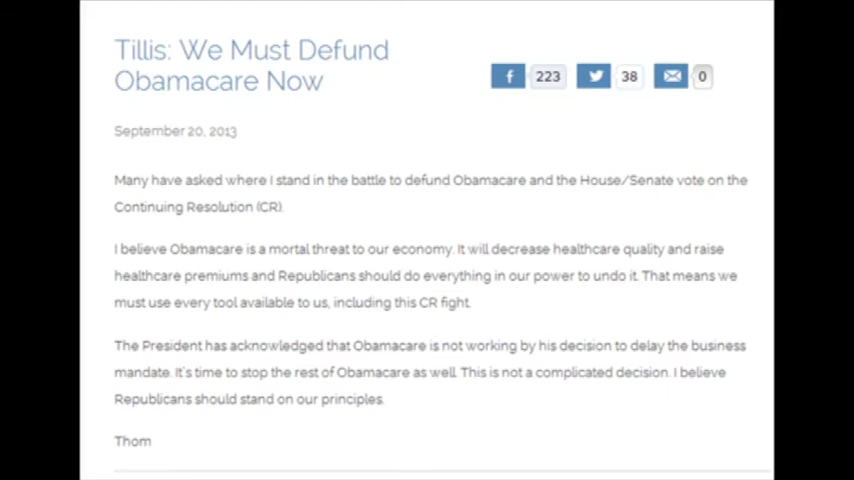 Tillis: We Must Defund
Obamacare Now
f 223 38 0
September 20, 2013
Many have asked where I stand in the battle to defund Obamacare and the House/Senate vote on the
Continuing Resolution (CR).
I believe Obamacare is a mortal threat to our economy. It will decrease healthcare quality and raise
healthcare premiums and Republicans should do everything in our power to undo it. That means we
must use every tool available to us, including this CR fight.
The President has acknowledged that Obamacare is not working by his decision to delay the business
mandate. It's time to stop the rest of Obamacare as well. This is not a complicated decision. I believe
Republicans should stand on our principles.
Thom